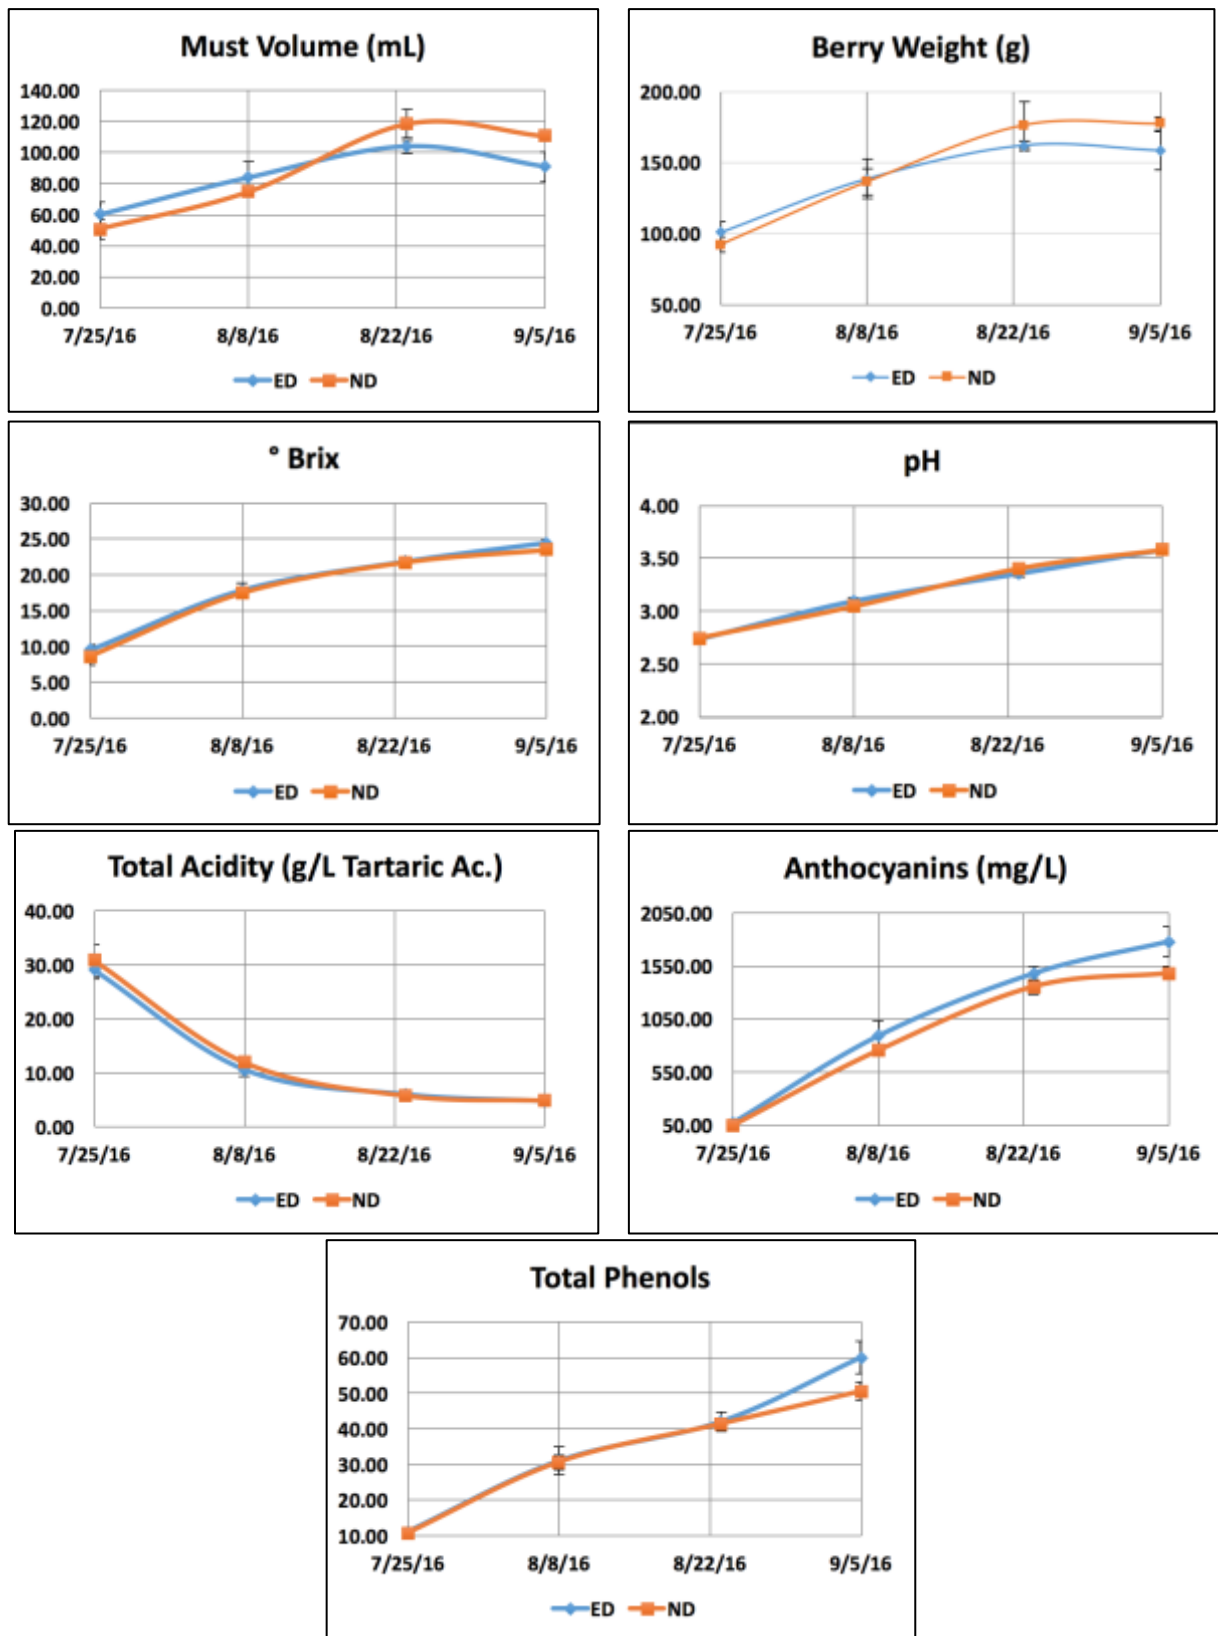 Must Volume (mL)
140.00
120.00
100.00
80.00
60.00
40.00
20.00
0.00
7/25/16 8/8/16 8/22/16 9/5/16
ED ND
Berry Weight (g)
200.00
150.00
100.00
50.00
7/25/16 8/8/16 8/22/16 9/5/16
ED ND
° Brix
30.00
25.00
20.00
15.00
10.00
5.00
0.00
7/25/16 8/8/16 8/22/16 9/5/16
ED ND
pH
4.00
3.50
3.00
2.50
2.00
7/25/16 8/8/16 8/22/16 9/5/16
ED ND
Total Acidity (g/L Tartaric Ac.)
40.00
30.00
20.00
10.00
0.00
7/25/16 8/8/16 8/22/16 9/5/16
ED ND
Anthocyanins (mg/L)
2050.00
1550.00
1050.00
550.00
50.00
7/25/16 8/8/16 8/22/16 9/5/16
ED ND
Total Phenols
70.00
60.00
50.00
40.00
30.00
20.00
10.00
7/25/16 8/8/16 8/22/16 9/5/16
ED ND